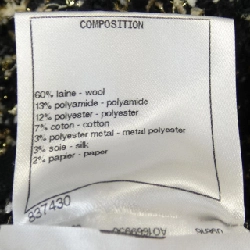 COMPOSITION
60% laine - wool
13% polyamide - polyamide
12% polyester - polyester
7% coton - cotton
3% polyester metal - metal polyester
3% soie - silk
2% papier - paper
837430